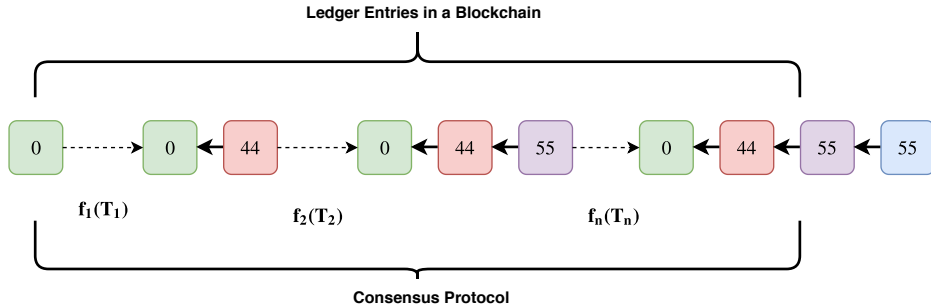 Ledger Entries in a Blockchain
0 0 44 0 44 55 0 44 55 55
f1(T1) f2(T2) fn(Tn)
Consensus Protocol